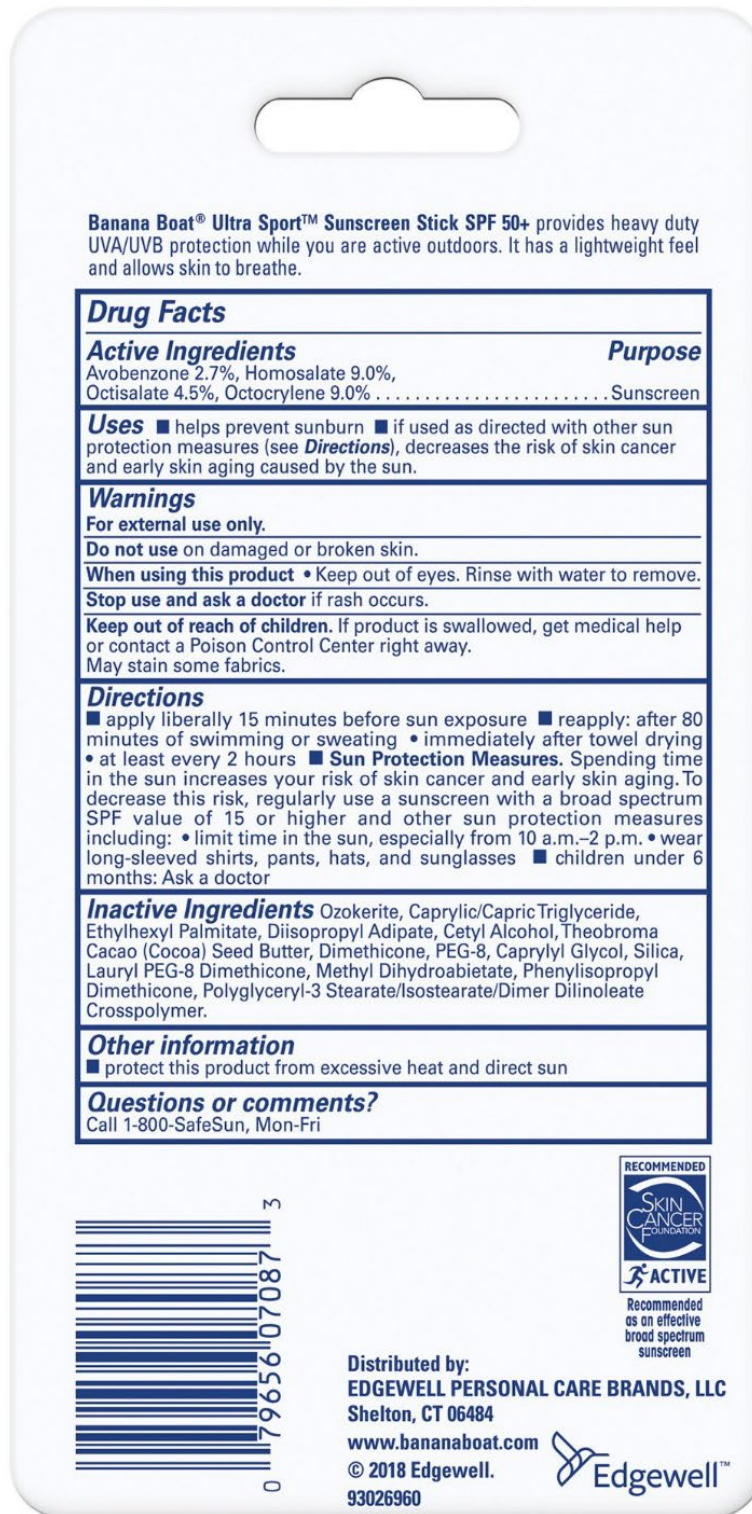 Banana Boat® Ultra Sport™ Sunscreen Stick SPF 50+ provides heavy duty
UVA/UVB protection while you are active outdoors. It has a lightweight feel
and allows skin to breathe.
Drug Facts
Active Ingredients Purpose
Avobenzone 2.7%, Homosalate 9.0%,
Octisalate 4.5%, Octocrylene 9.0% . . . . . . . . . . . . . . . . . . . . . . . . . Sunscreen
Uses ■ helps prevent sunburn ■ if used as directed with other sun
protection measures (see Directions), decreases the risk of skin cancer
and early skin aging caused by the sun.
Warnings
For external use only.
Do not use on damaged or broken skin.
When using this product • Keep out of eyes. Rinse with water to remove.
Stop use and ask a doctor if rash occurs.
Keep out of reach of children. If product is swallowed, get medical help
or contact a Poison Control Center right away.
May stain some fabrics.
Directions
■ apply liberally 15 minutes before sun exposure ■ reapply: after 80
minutes of swimming or sweating • immediately after towel drying
• at least every 2 hours ■ Sun Protection Measures. Spending time
in the sun increases your risk of skin cancer and early skin aging. To
decrease this risk, regularly use a sunscreen with a broad spectrum
SPF value of 15 or higher and other sun protection measures
including: • limit time in the sun, especially from 10 a.m.–2 p.m. • wear
long-sleeved shirts, pants, hats, and sunglasses ■ children under 6
months: Ask a doctor
Inactive Ingredients Ozokerite, Caprylic/Capric Triglyceride,
Ethylhexyl Palmitate, Diisopropyl Adipate, Cetyl Alcohol, Theobroma
Cacao (Cocoa) Seed Butter, Dimethicone, PEG-8, Caprylyl Glycol, Silica,
Lauryl PEG-8 Dimethicone, Methyl Dihydroabietate, Phenylisopropyl
Dimethicone, Polyglyceryl-3 Stearate/Isostearate/Dimer Dilinoleate
Crosspolymer.
Other information
■ protect this product from excessive heat and direct sun
Questions or comments?
Call 1-800-SafeSun, Mon-Fri
0 79656 07087 3
RECOMMENDED
SKIN
CANCER
FOUNDATION
ACTIVE
Recommended
as an effective
broad spectrum
sunscreen
Distributed by:
EDGEWELL PERSONAL CARE BRANDS, LLC
Shelton, CT 06484
www.bananaboat.com
© 2018 Edgewell.
93026960
Edgewell™